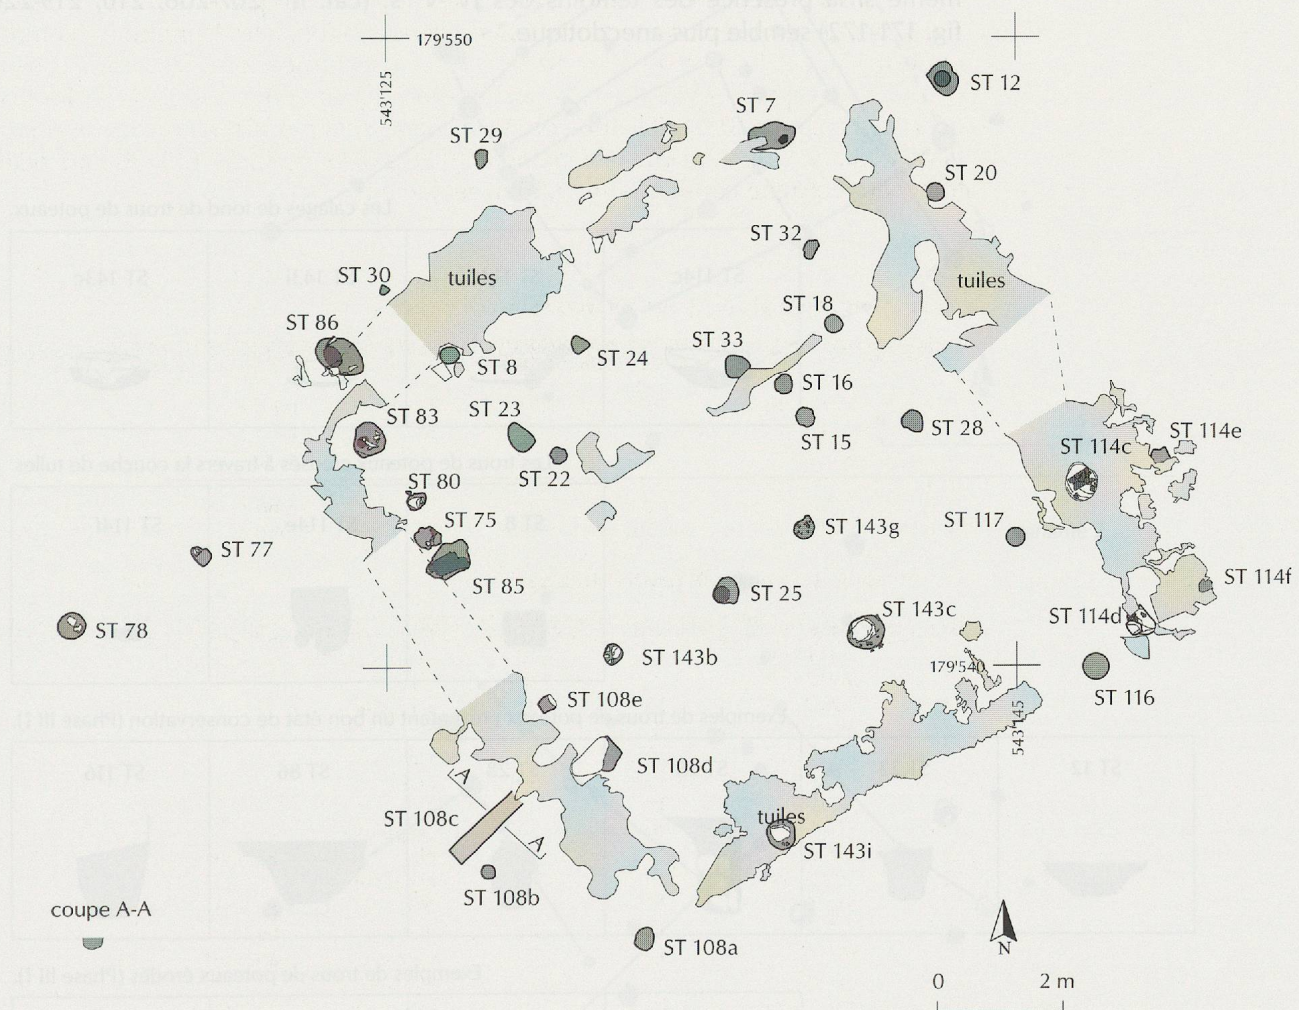 179'550
543'125
ST 12
ST 7
ST 29
ST 20
ST 32
ST 30
tuiles
tuiles
ST 18
ST 86
ST 33
ST 24
ST 8
ST 16
ST 83
ST 23
ST 15
ST 28
ST 114e
ST 114c
ST 22
ST 80
ST 75
ST 117
ST 143g
ST 77
ST 85
ST 114f
ST 25
ST 143c
ST 114d
ST 78
ST 143b
179'540
ST 116
ST 108e
543'145
ST 108d
A
ST 108c
tuiles
A
ST 143i
ST 108b
coupe A-A
ST 108a
N
0 2 m